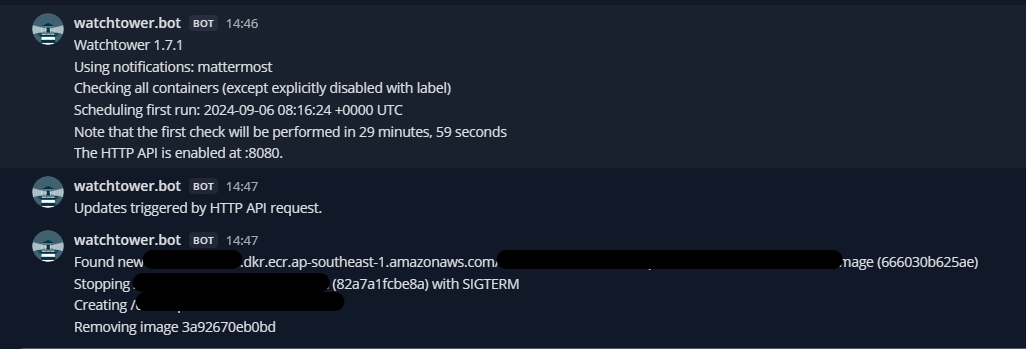 watchtower.bot BOT 14:46
Watchtower 1.7.1
Using notifications: mattermost
Checking all containers (except explicitly disabled with label)
Scheduling first run: 2024-09-06 08:16:24 +0000 UTC
Note that the first check will be performed in 29 minutes, 59 seconds
The HTTP API is enabled at :8080.
watchtower.bot BOT 14:47
Updates triggered by HTTP API request.
watchtower.bot BOT 14:47
Found new .dkr.ecr.ap-southeast-1.amazonaws.com/ mage (666030b625ae)
Stopping (82a7a1fcbe8a) with SIGTERM
Creating /
Removing image 3a92670eb0bd